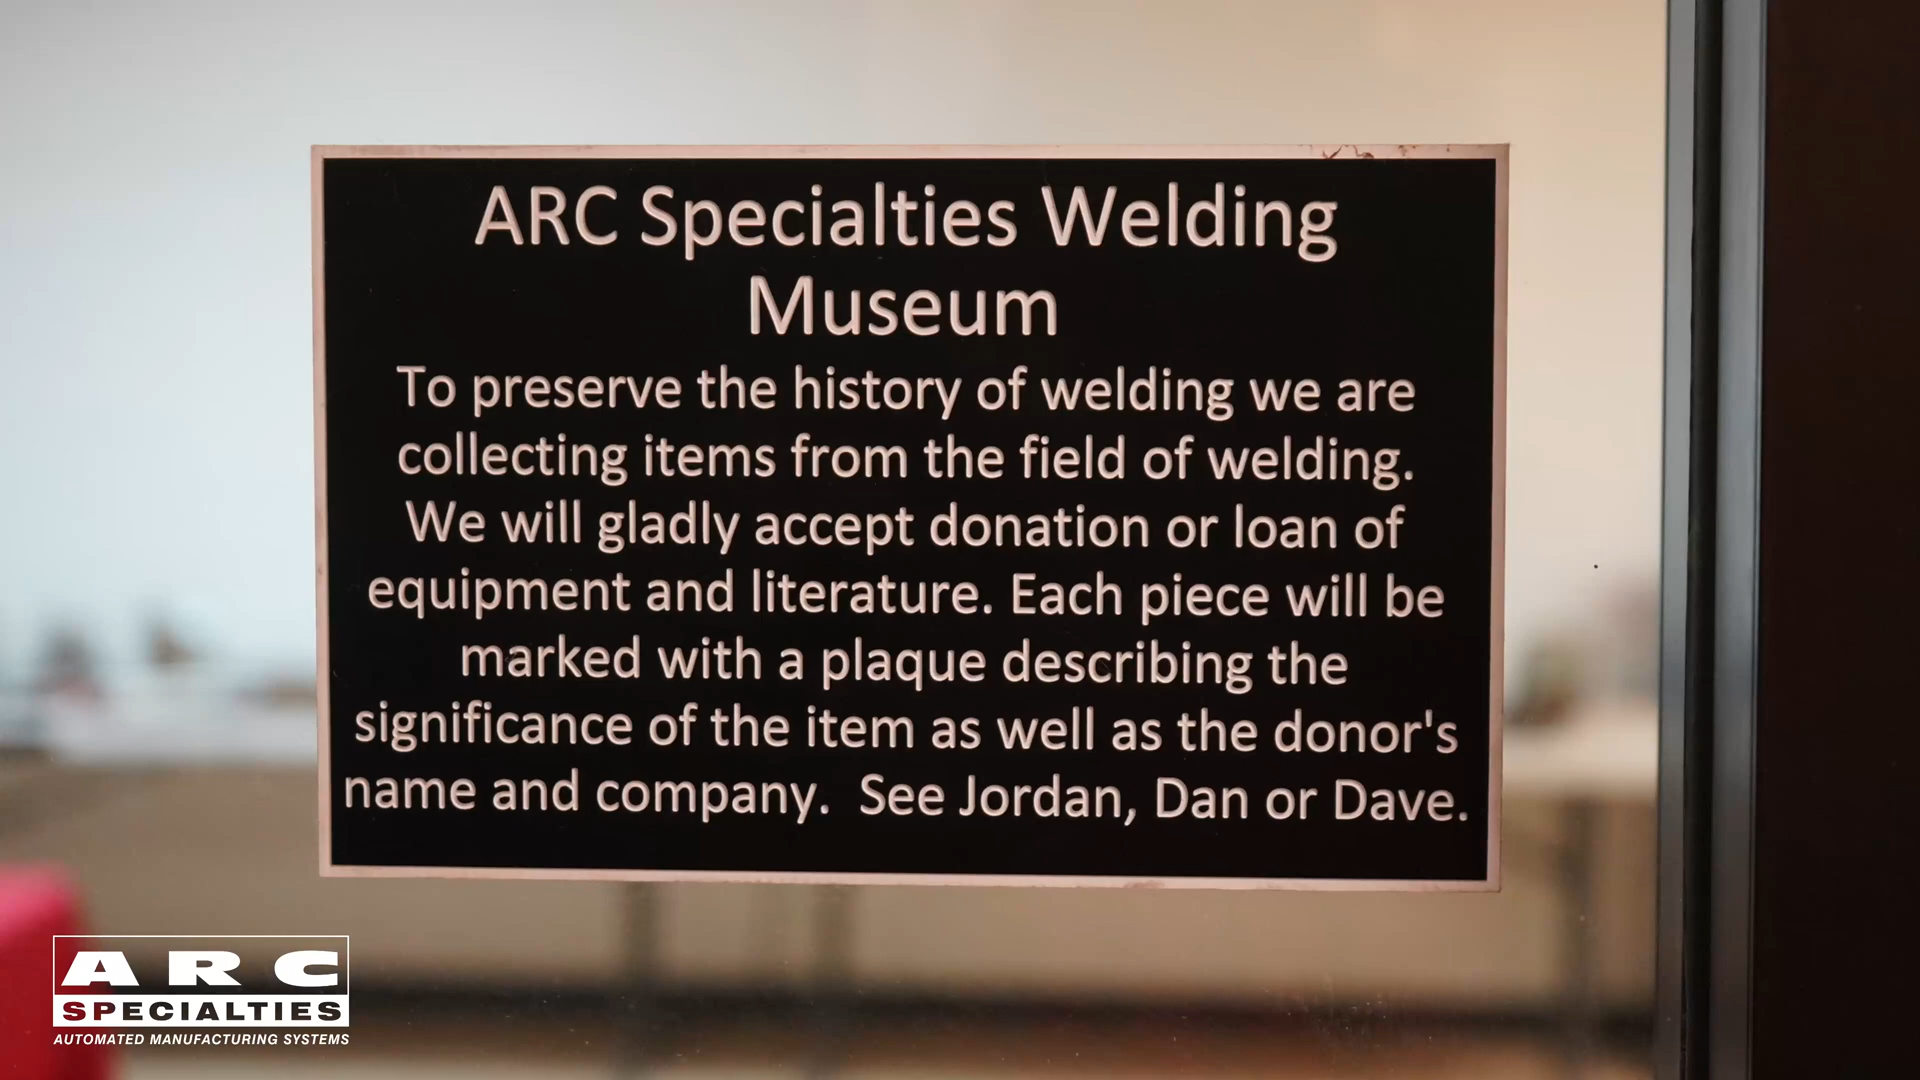 ARC Specialties Welding
Museum
To preserve the history of welding we are
collecting items from the field of welding.
We will gladly accept donation or loan of
equipment and literature. Each piece will be
marked with a plaque describing the
significance of the item as well as the donor's
name and company.  See Jordan, Dan or Dave.
ARC
SPECIALTIES
AUTOMATED MANUFACTURING SYSTEMS